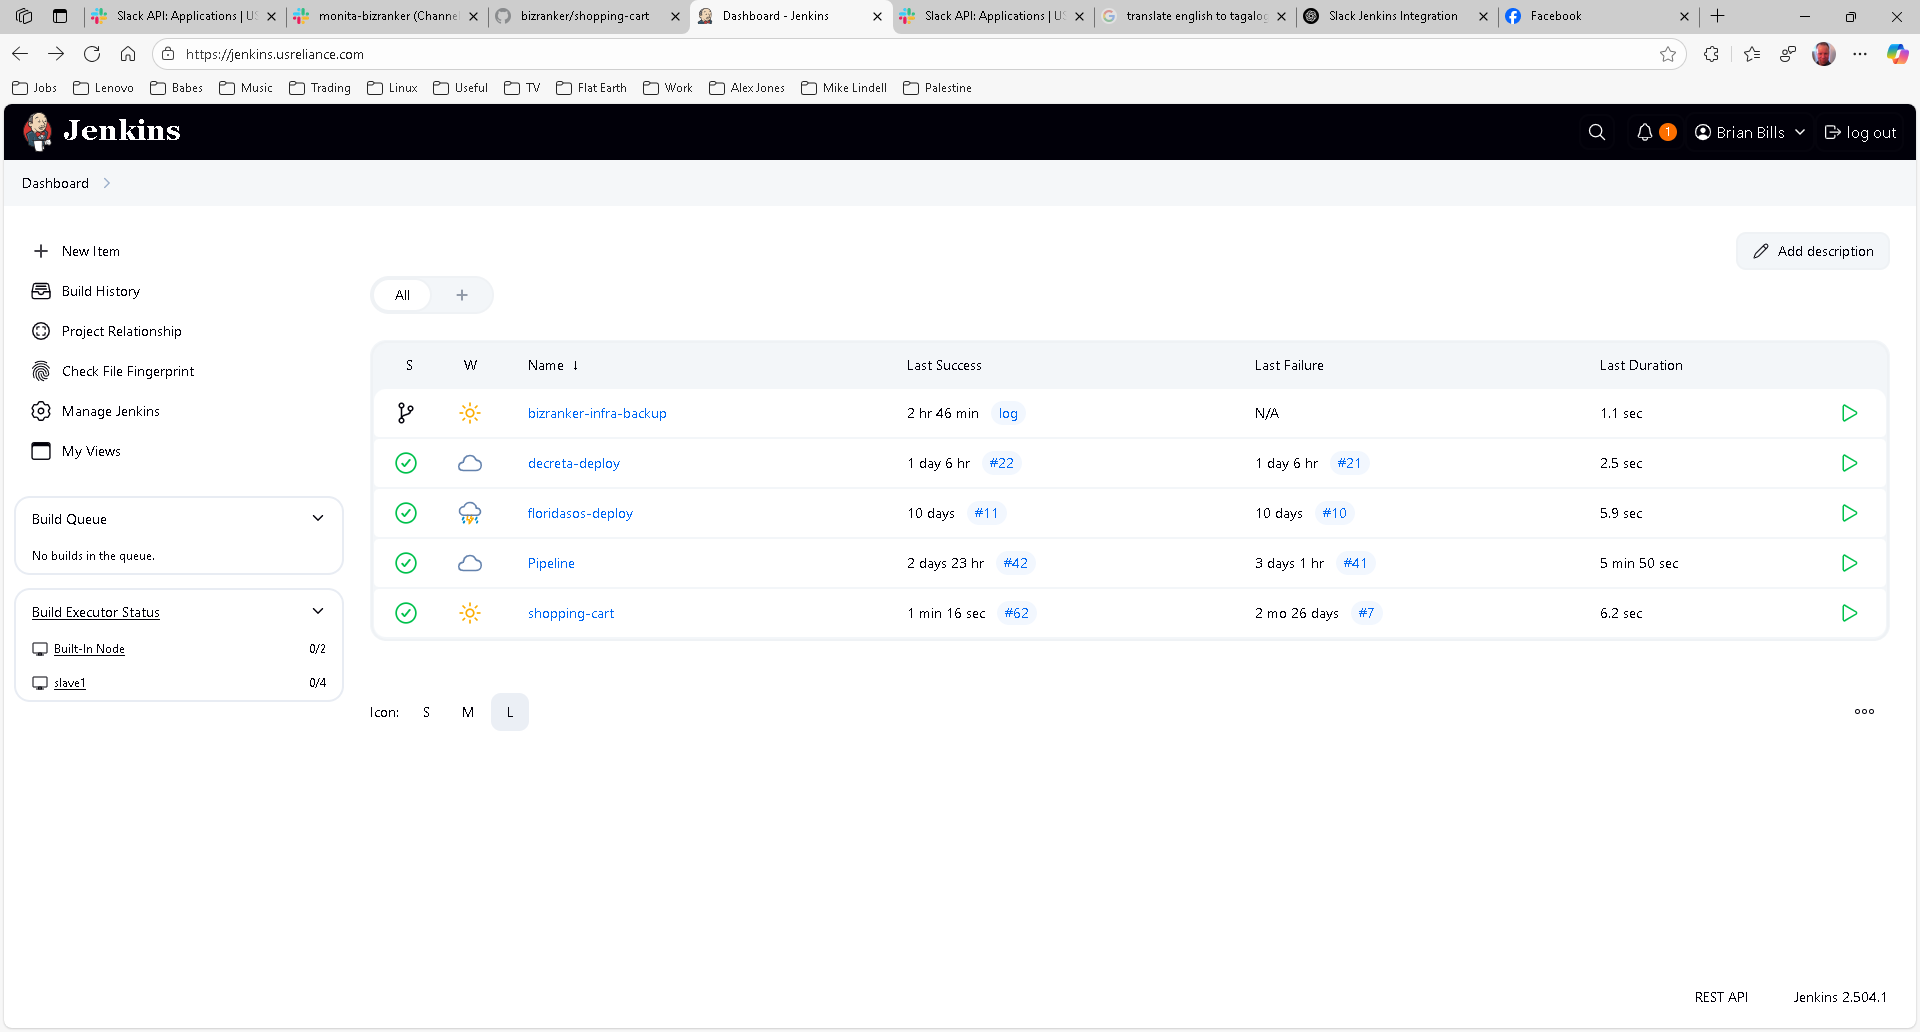 Slack API: Applications | US
monita-bizranker (Channel
bizranker/shopping-cart
Dashboard - Jenkins
Slack API: Applications | US
translate english to tagalog
Slack Jenkins Integration
Facebook
https://jenkins.usreliance.com
Jobs
Lenovo
Babes
Music
Trading
Linux
Useful
TV
Flat Earth
Work
Alex Jones
Mike Lindell
Palestine
Jenkins
1
Brian Bills
log out
Dashboard
New Item
Build History
Project Relationship
Check File Fingerprint
Manage Jenkins
My Views
Build Queue
No builds in the queue.
Build Executor Status
Built-In Node 0/2
slave1 0/4
Add description
All +
S W Name ↓ Last Success Last Failure Last Duration
bizranker-infra-backup 2 hr 46 min log N/A 1.1 sec
decreta-deploy 1 day 6 hr #22 1 day 6 hr #21 2.5 sec
floridasos-deploy 10 days #11 10 days #10 5.9 sec
Pipeline 2 days 23 hr #42 3 days 1 hr #41 5 min 50 sec
shopping-cart 1 min 16 sec #62 2 mo 26 days #7 6.2 sec
Icon: S M L
REST API
Jenkins 2.504.1